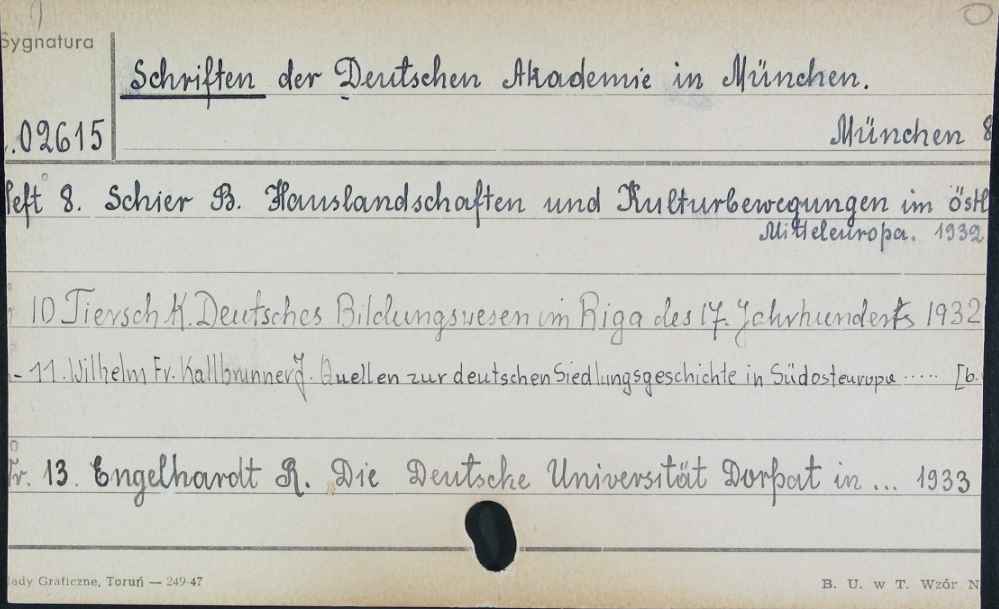 Sygnatura
Schriften der Deutschen Akademie in München.
.02615
München 8
Heft 8. Schier B. Hauslandschaften und Kulturbewegungen im östl
Mitteleuropa. 1932
10 Tiersch K. Deutsches Bildungswesen im Riga des 17. Jahrhunderts 1932
- 11. Wilhelm Fr. Kallbrunner J. Quellen zur deutschen Siedlungsgeschichte in Südosteuropa ..... [b.
Nr. 13. Engelhardt R. Die Deutsche Universität Dorpat in ... 1933
łady Graficzne, Toruń — 249-47
B. U. w T. Wzór N